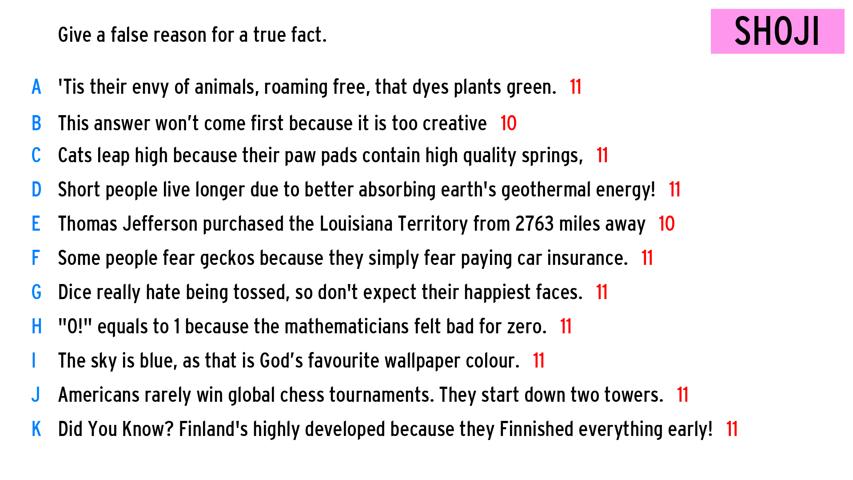 Give a false reason for a true fact.
SHOJI
A 'Tis their envy of animals, roaming free, that dyes plants green. 11
B This answer won't come first because it is too creative 10
C Cats leap high because their paw pads contain high quality springs, 11
D Short people live longer due to better absorbing earth's geothermal energy! 11
E Thomas Jefferson purchased the Louisiana Territory from 2763 miles away 10
F Some people fear geckos because they simply fear paying car insurance. 11
G Dice really hate being tossed, so don't expect their happiest faces. 11
H "0!" equals to 1 because the mathematicians felt bad for zero. 11
I The sky is blue, as that is God's favourite wallpaper colour. 11
J Americans rarely win global chess tournaments. They start down two towers. 11
K Did You Know? Finland's highly developed because they Finnished everything early! 11